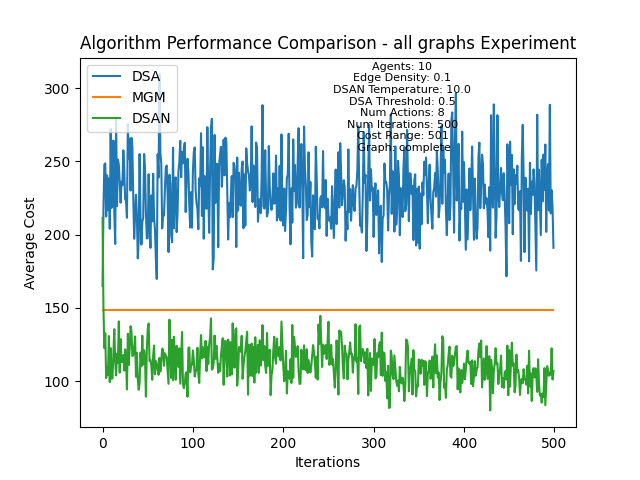 Algorithm Performance Comparison - all graphs Experiment
DSA
MGM
DSAN
Agents: 10
Edge Density: 0.1
DSAN Temperature: 10.0
DSA Threshold: 0.5
Num Actions: 8
Num Iterations: 500
Cost Range: 501
Graph: complete
Average Cost
300
250
200
150
100
0
100
200
300
400
500
Iterations